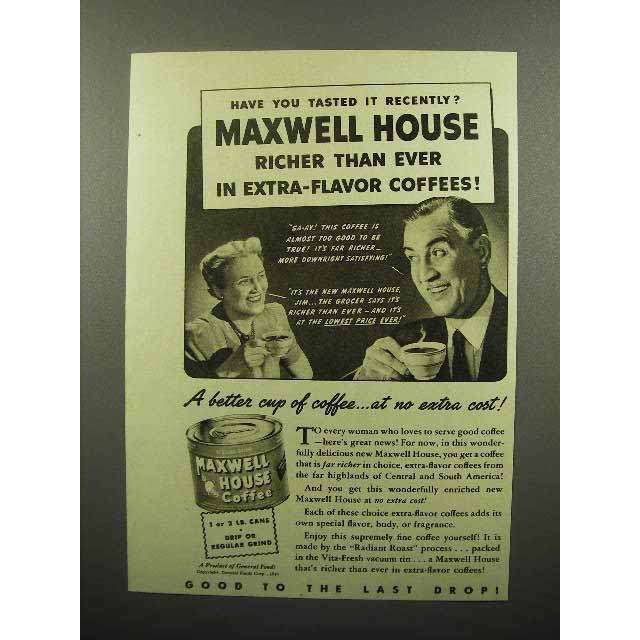 HAVE YOU TASTED IT RECENTLY?
MAXWELL HOUSE
RICHER THAN EVER
IN EXTRA-FLAVOR COFFEES!
"SA-AY! THIS COFFEE IS
ALMOST TOO GOOD TO BE
TRUE! IT'S FAR RICHER_
MORE DOWNRIGHT SATISFYING!"
"IT'S THE NEW MAXWELL HOUSE,
JIM... THE GROCER SAYS IT'S
RICHER THAN EVER — AND IT'S
AT THE LOWEST PRICE EVER!"
A better cup of coffee...at no extra cost!
MAXWELL
HOUSE
Coffee
1 or 2 LB. CANS
DRIP OR
REGULAR GRIND
A Product of General Foods
Copyright, General Foods Corp.,
TO every woman who loves to serve good coffee
—here's great news! For now, in this wonder-
fully delicious new Maxwell House, you get a coffee
that is far richer in choice, extra-flavor coffees from
the far highlands of Central and South America!
And you get this wonderfully enriched new
Maxwell House at no extra cost!
Each of these choice extra-flavor coffees adds its
own special flavor, body, or fragrance.
Enjoy this supremely fine coffee yourself! It is
made by the "Radiant Roast" process . . . packed
in the Vita-Fresh vacuum tin . . . a Maxwell House
that's richer than ever in extra-flavor coffees!
GOOD TO THE LAST DROP!